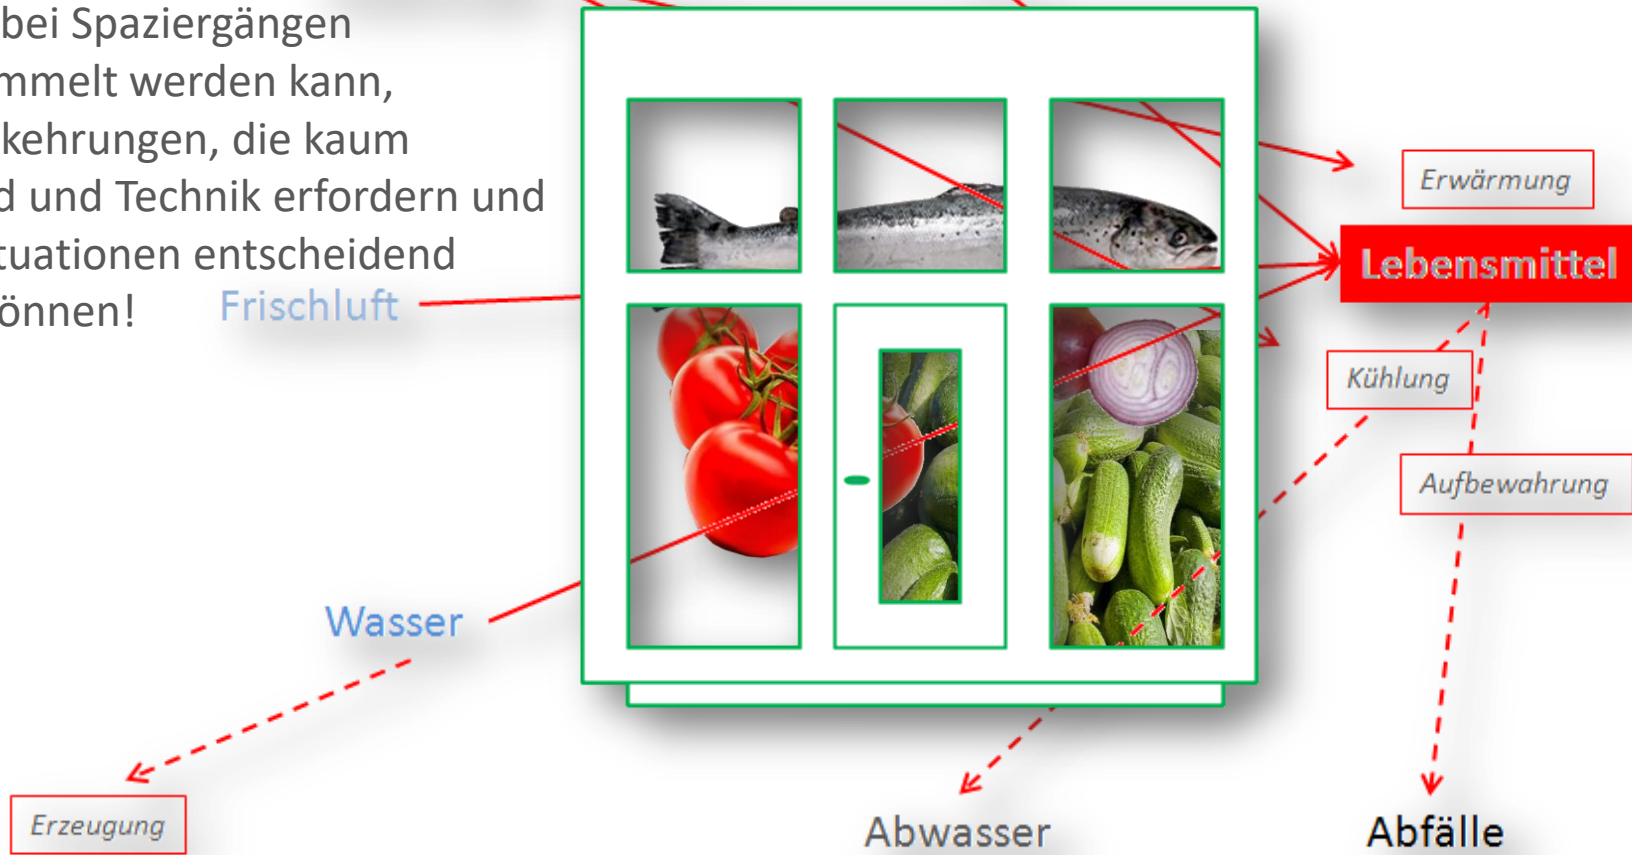 bei Spaziergängen
mmelt werden kann,
kehrungen, die kaum
d und Technik erfordern und
tuationen entscheidend
önnen!
Frischluft
Erwärmung
Lebensmittel
Kühlung
Aufbewahrung
Wasser
Erzeugung
Abwasser
Abfälle